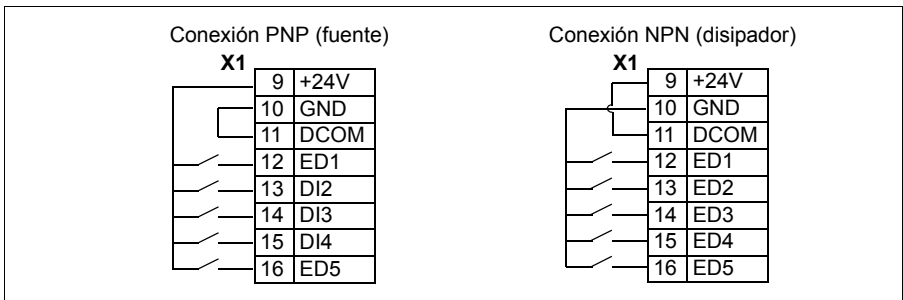 Conexión PNP (fuente)
X1
9 +24V
10 GND
11 DCOM
12 ED1
13 DI2
14 DI3
15 DI4
16 ED5
Conexión NPN (disipador)
X1
9 +24V
10 GND
11 DCOM
12 ED1
13 ED2
14 ED3
15 ED4
16 ED5